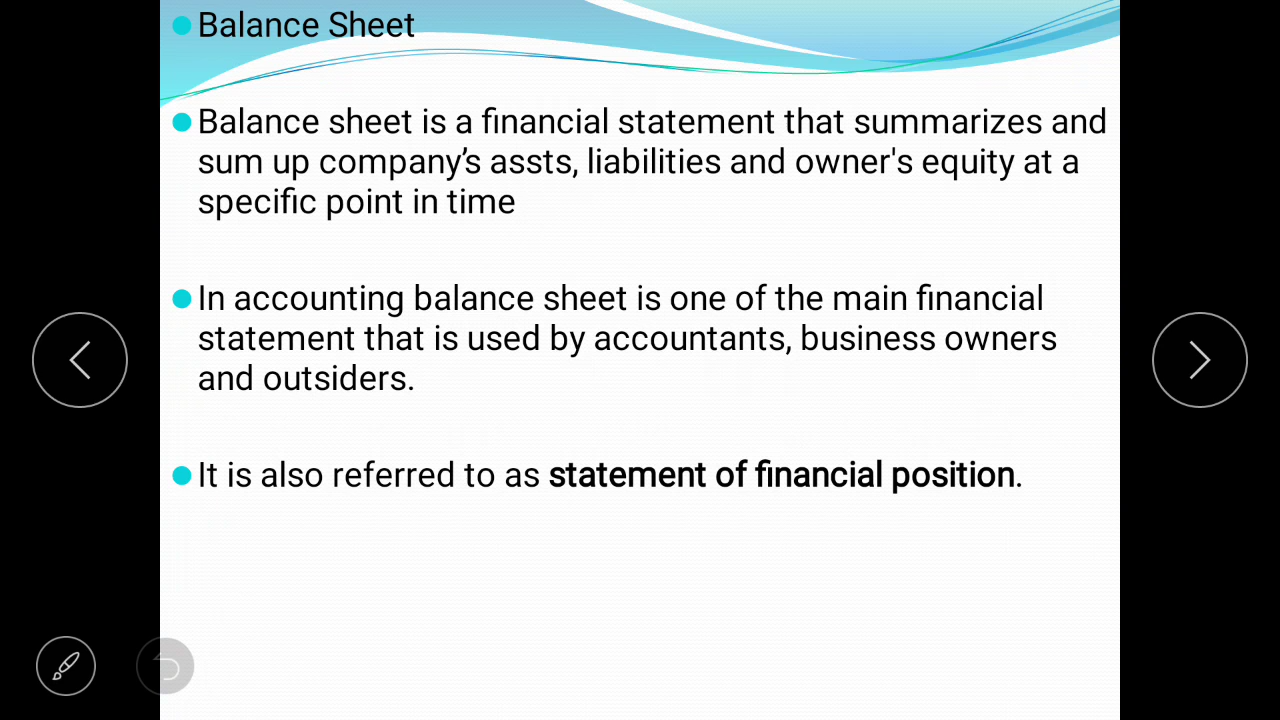 Balance Sheet
Balance sheet is a financial statement that summarizes and
sum up company’s assts, liabilities and owner's equity at a
specific point in time
In accounting balance sheet is one of the main financial
statement that is used by accountants, business owners
and outsiders.
It is also referred to as statement of financial position.